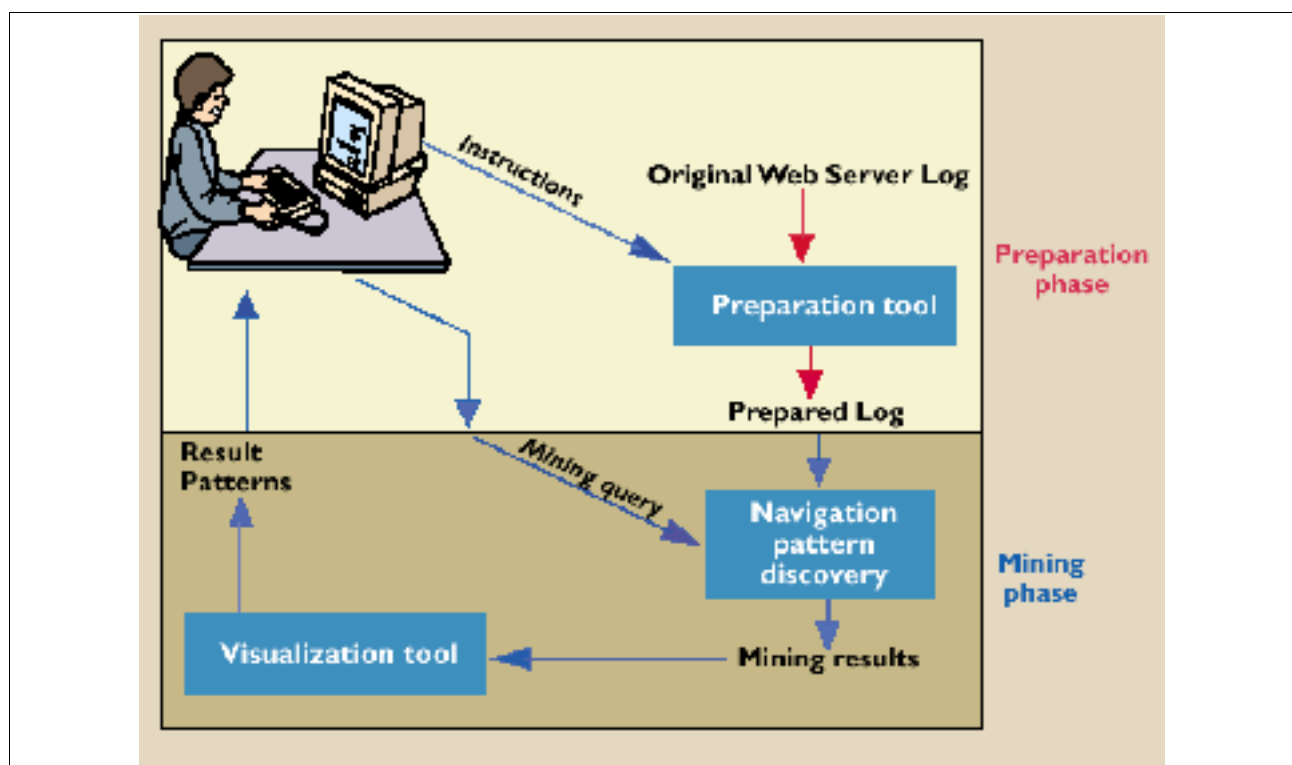 Instructions
Original Web Server Log
Preparation
phase
Preparation tool
Prepared Log
Result
Patterns
Mining query
Navigation
pattern
discovery
Mining
phase
Visualization tool
Mining results